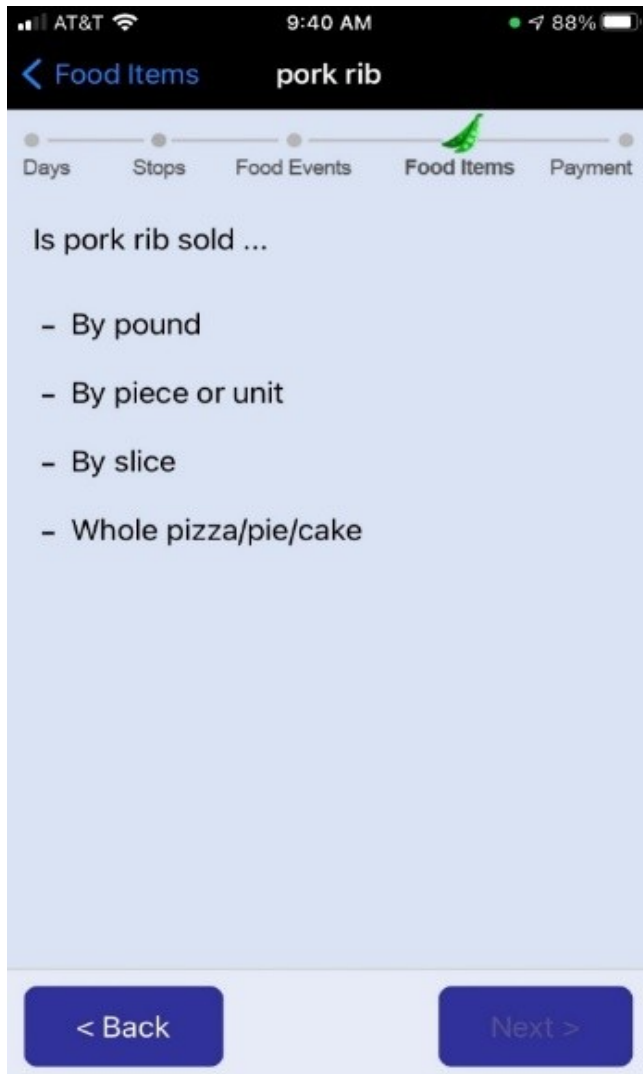 AT&T 9:40 AM 88%
Food Items pork rib
Days Stops Food Events Food Items Payment
Is pork rib sold ...
– By pound
– By piece or unit
– By slice
– Whole pizza/pie/cake
< Back Next >